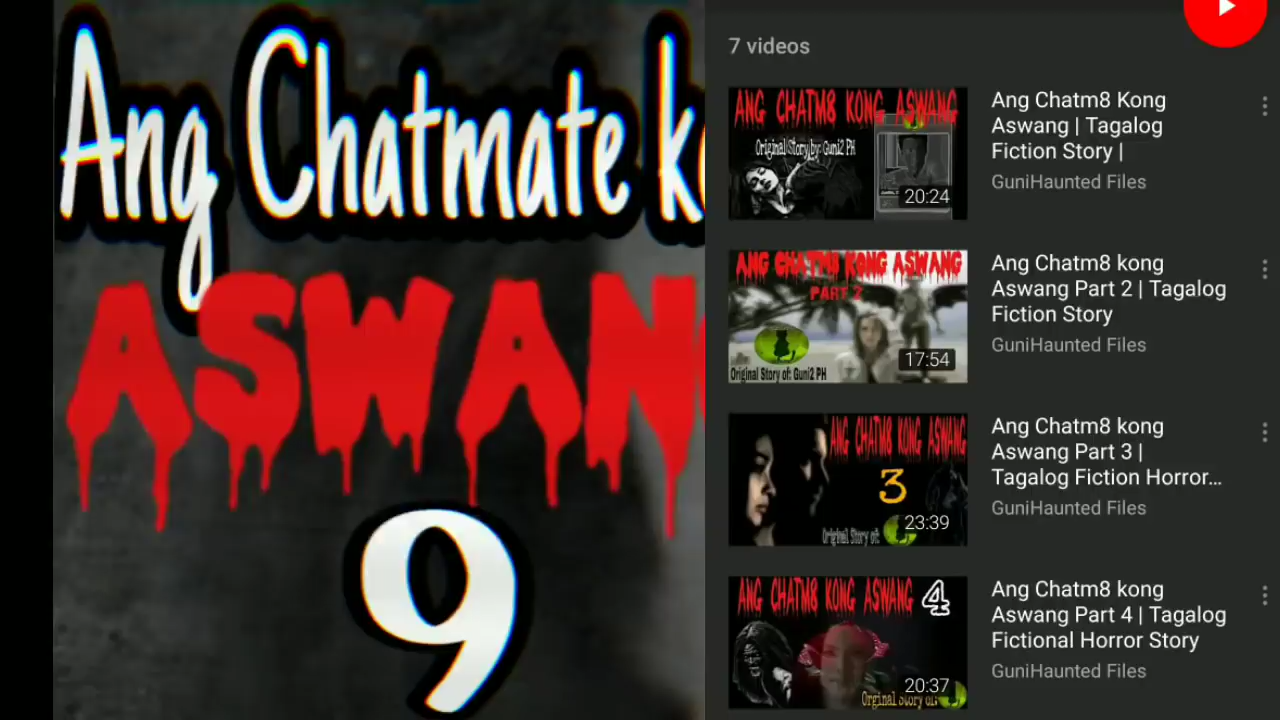 Ang Chatmate k
ASWAN
9
7 videos
ANG CHATM8 KONG ASWANG
Original Story by: Guni2 PH
20:24
Ang Chatm8 Kong
Aswang | Tagalog
Fiction Story |
GuniHaunted Files
ANG CHATM8 KONG ASWANG
PART 2
Original Story of: Guni2 PH
17:54
Ang Chatm8 kong
Aswang Part 2 | Tagalog
Fiction Story
GuniHaunted Files
ANG CHATM8 KONG ASWANG
3
Original Story of:
23:39
Ang Chatm8 kong
Aswang Part 3 |
Tagalog Fiction Horror...
GuniHaunted Files
ANG CHATM8 KONG ASWANG 4
20:37
Orginal Story of:
Ang Chatm8 kong
Aswang Part 4 | Tagalog
Fictional Horror Story
GuniHaunted Files